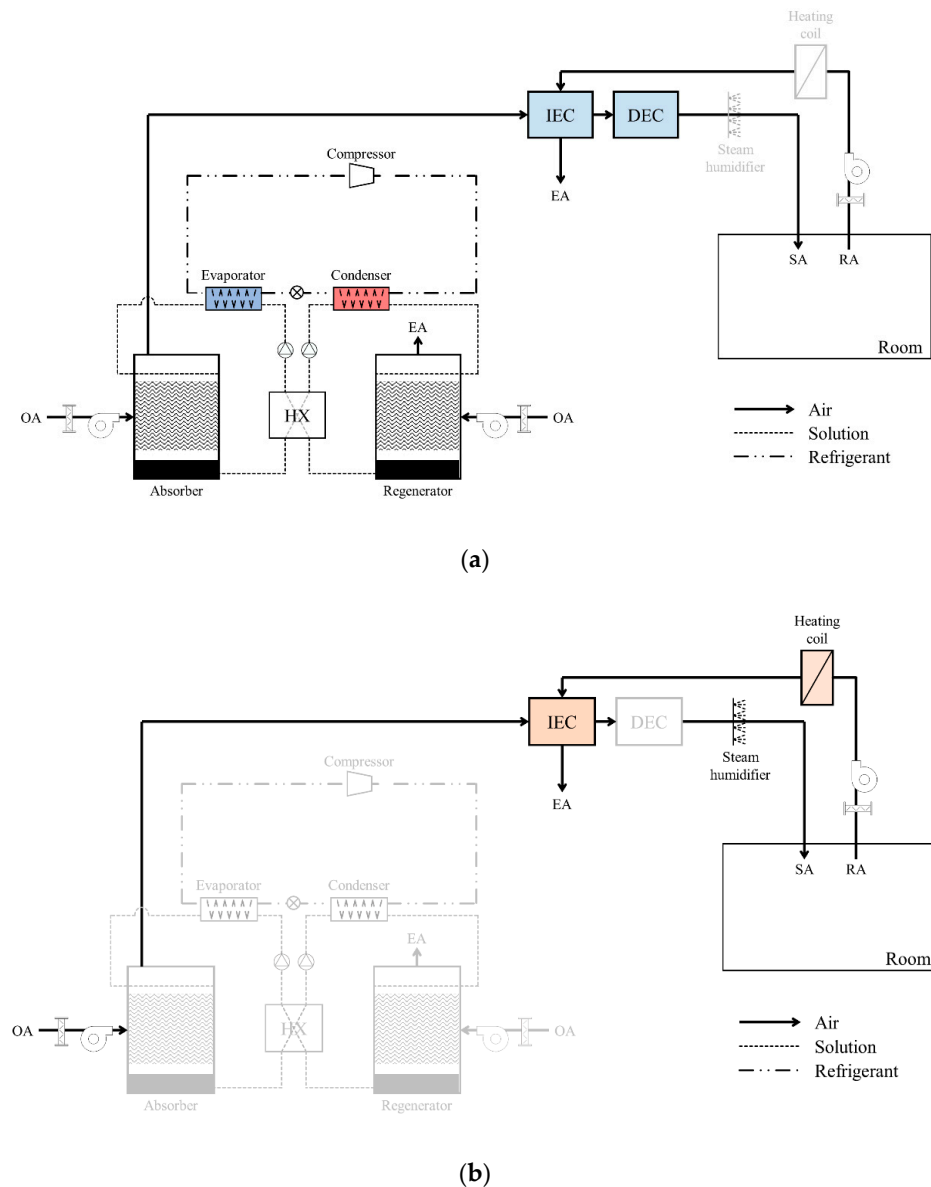 Heating
coil
IEC
DEC
Steam
humidifier
Compressor
EA
SA
RA
Evaporator
Condenser
EA
Room
OA
HX
OA
Air
Solution
Refrigerant
Absorber
Regenerator
(a)
Heating
coil
IEC
DEC
Steam
humidifier
Compressor
EA
SA
RA
Evaporator
Condenser
EA
Room
OA
HX
OA
Air
Solution
Refrigerant
Absorber
Regenerator
(b)